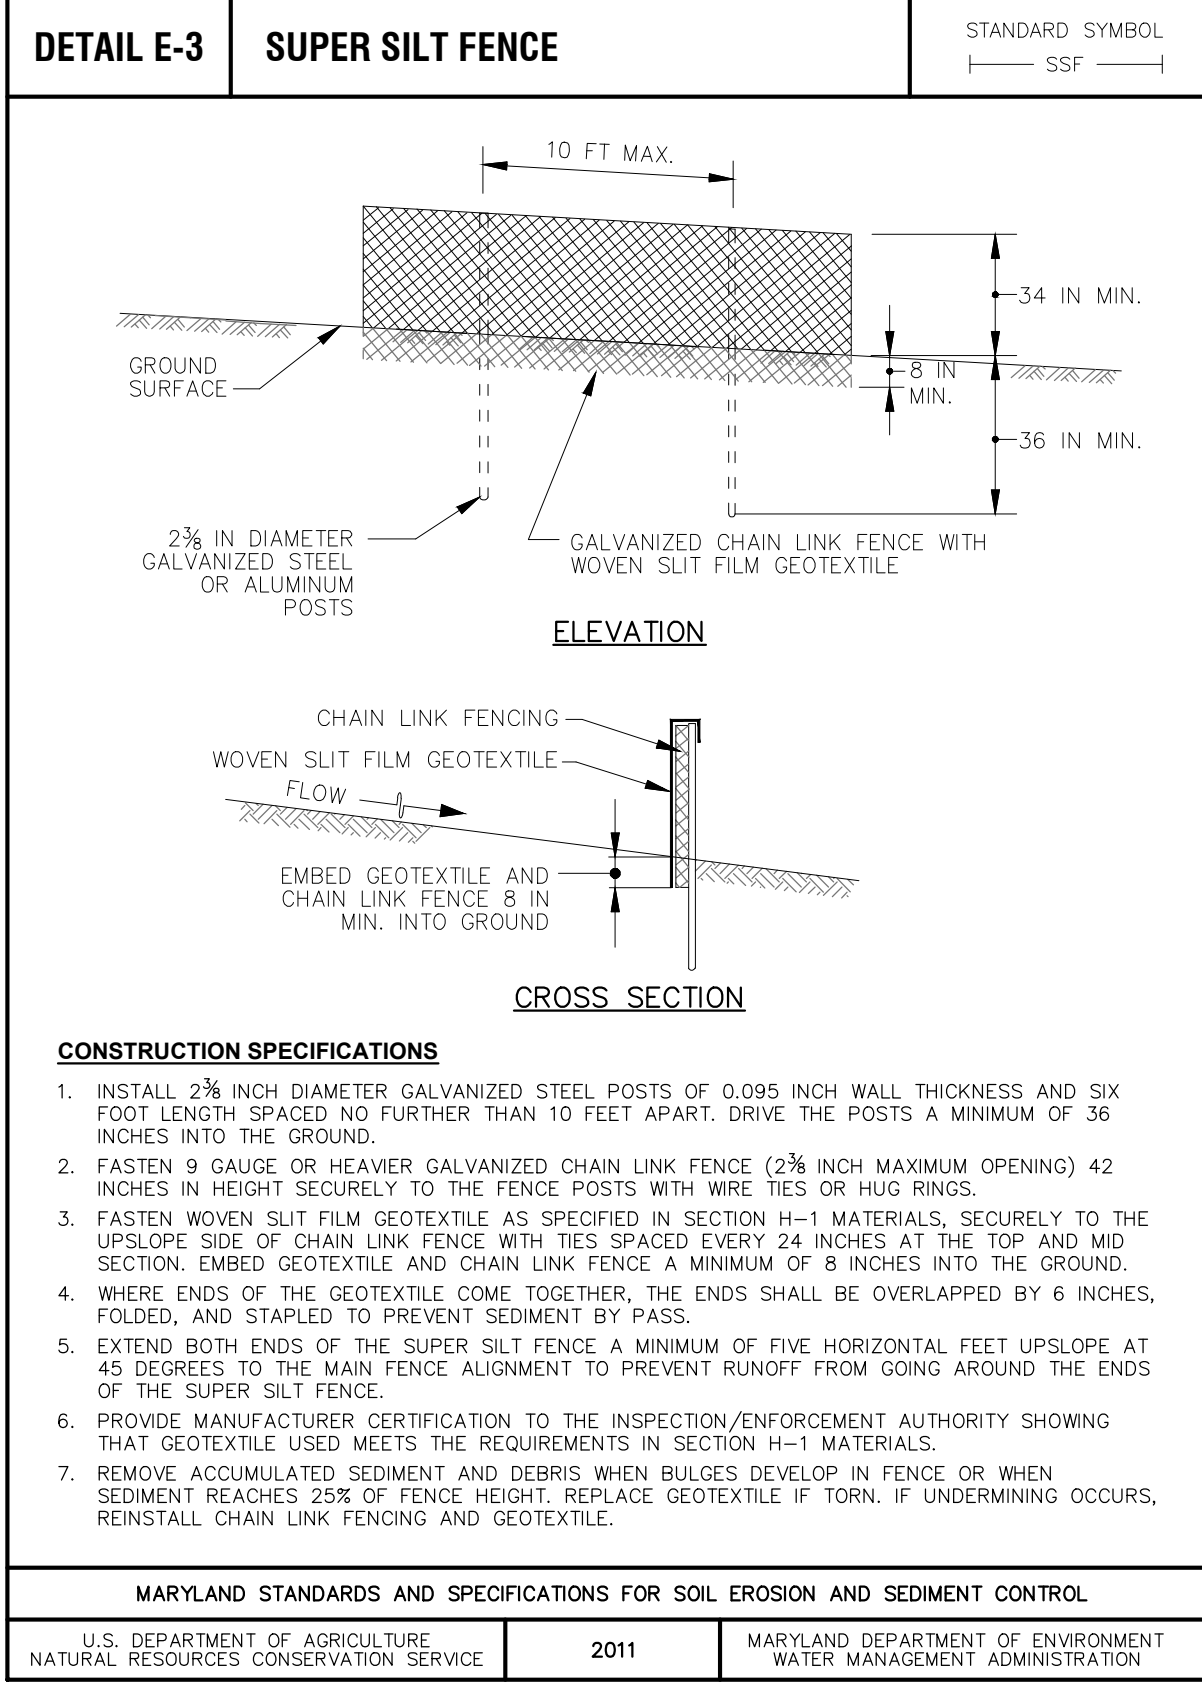 DETAIL E-3
SUPER SILT FENCE
STANDARD SYMBOL
SSF
10 FT MAX.
34 IN MIN.
GROUND
SURFACE
8 IN
MIN.
36 IN MIN.
2⅜ IN DIAMETER
GALVANIZED STEEL
OR ALUMINUM
POSTS
GALVANIZED CHAIN LINK FENCE WITH
WOVEN SLIT FILM GEOTEXTILE
ELEVATION
CHAIN LINK FENCING
WOVEN SLIT FILM GEOTEXTILE
FLOW
EMBED GEOTEXTILE AND
CHAIN LINK FENCE 8 IN
MIN. INTO GROUND
CROSS SECTION
CONSTRUCTION SPECIFICATIONS
1. INSTALL 2⅜ INCH DIAMETER GALVANIZED STEEL POSTS OF 0.095 INCH WALL THICKNESS AND SIX
FOOT LENGTH SPACED NO FURTHER THAN 10 FEET APART. DRIVE THE POSTS A MINIMUM OF 36
INCHES INTO THE GROUND.
2. FASTEN 9 GAUGE OR HEAVIER GALVANIZED CHAIN LINK FENCE (2⅜ INCH MAXIMUM OPENING) 42
INCHES IN HEIGHT SECURELY TO THE FENCE POSTS WITH WIRE TIES OR HUG RINGS.
3. FASTEN WOVEN SLIT FILM GEOTEXTILE AS SPECIFIED IN SECTION H-1 MATERIALS, SECURELY TO THE
UPSLOPE SIDE OF CHAIN LINK FENCE WITH TIES SPACED EVERY 24 INCHES AT THE TOP AND MID
SECTION. EMBED GEOTEXTILE AND CHAIN LINK FENCE A MINIMUM OF 8 INCHES INTO THE GROUND.
4. WHERE ENDS OF THE GEOTEXTILE COME TOGETHER, THE ENDS SHALL BE OVERLAPPED BY 6 INCHES,
FOLDED, AND STAPLED TO PREVENT SEDIMENT BY PASS.
5. EXTEND BOTH ENDS OF THE SUPER SILT FENCE A MINIMUM OF FIVE HORIZONTAL FEET UPSLOPE AT
45 DEGREES TO THE MAIN FENCE ALIGNMENT TO PREVENT RUNOFF FROM GOING AROUND THE ENDS
OF THE SUPER SILT FENCE.
6. PROVIDE MANUFACTURER CERTIFICATION TO THE INSPECTION/ENFORCEMENT AUTHORITY SHOWING
THAT GEOTEXTILE USED MEETS THE REQUIREMENTS IN SECTION H-1 MATERIALS.
7. REMOVE ACCUMULATED SEDIMENT AND DEBRIS WHEN BULGES DEVELOP IN FENCE OR WHEN
SEDIMENT REACHES 25% OF FENCE HEIGHT. REPLACE GEOTEXTILE IF TORN. IF UNDERMINING OCCURS,
REINSTALL CHAIN LINK FENCING AND GEOTEXTILE.
MARYLAND STANDARDS AND SPECIFICATIONS FOR SOIL EROSION AND SEDIMENT CONTROL
U.S. DEPARTMENT OF AGRICULTURE
NATURAL RESOURCES CONSERVATION SERVICE
2011
MARYLAND DEPARTMENT OF ENVIRONMENT
WATER MANAGEMENT ADMINISTRATION